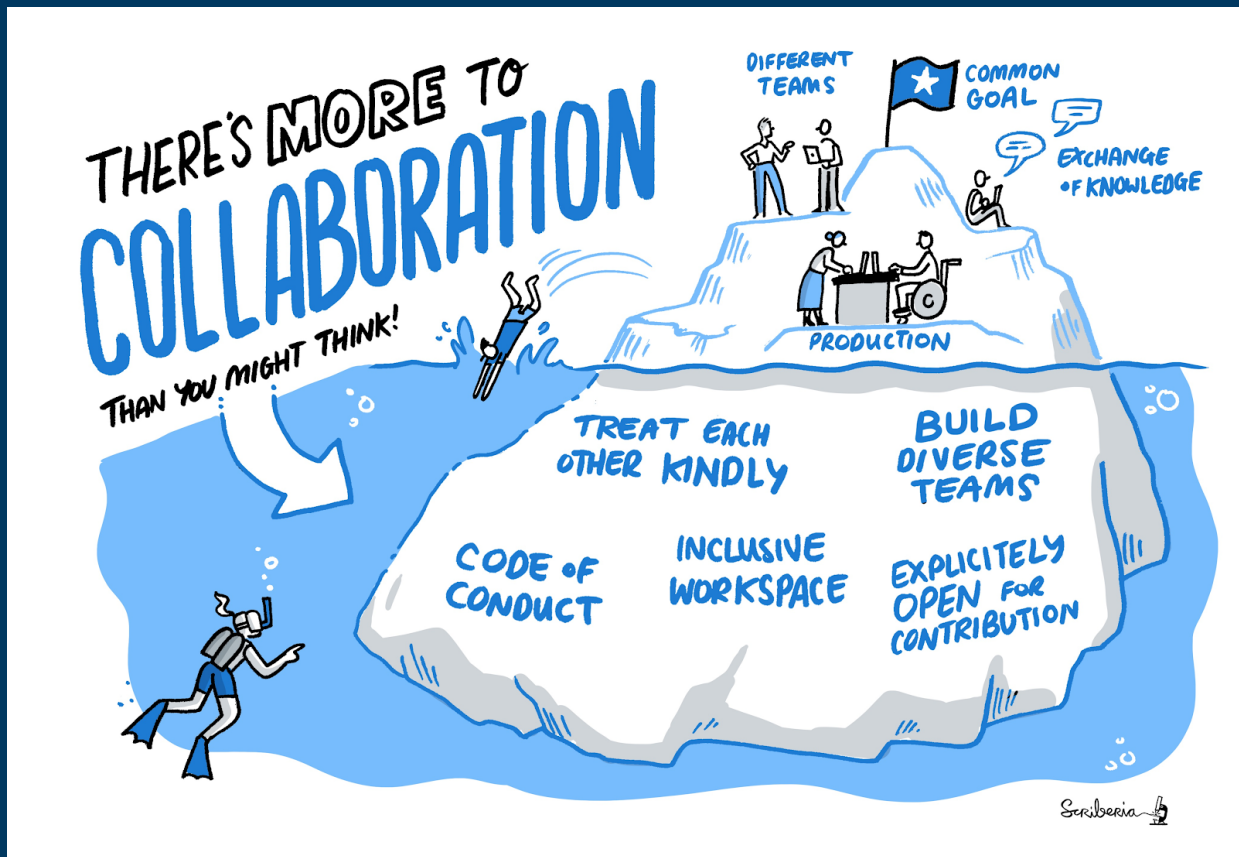 THERE'S MORE TO
COLLABORATION
THAN YOU MIGHT THINK!
DIFFERENT
TEAMS
COMMON
GOAL
EXCHANGE
OF KNOWLEDGE
PRODUCTION
TREAT EACH
OTHER KINDLY
BUILD
DIVERSE
TEAMS
CODE OF
CONDUCT
INCLUSIVE
WORKSPACE
EXPLICITELY
OPEN FOR
CONTRIBUTION
Scriberia